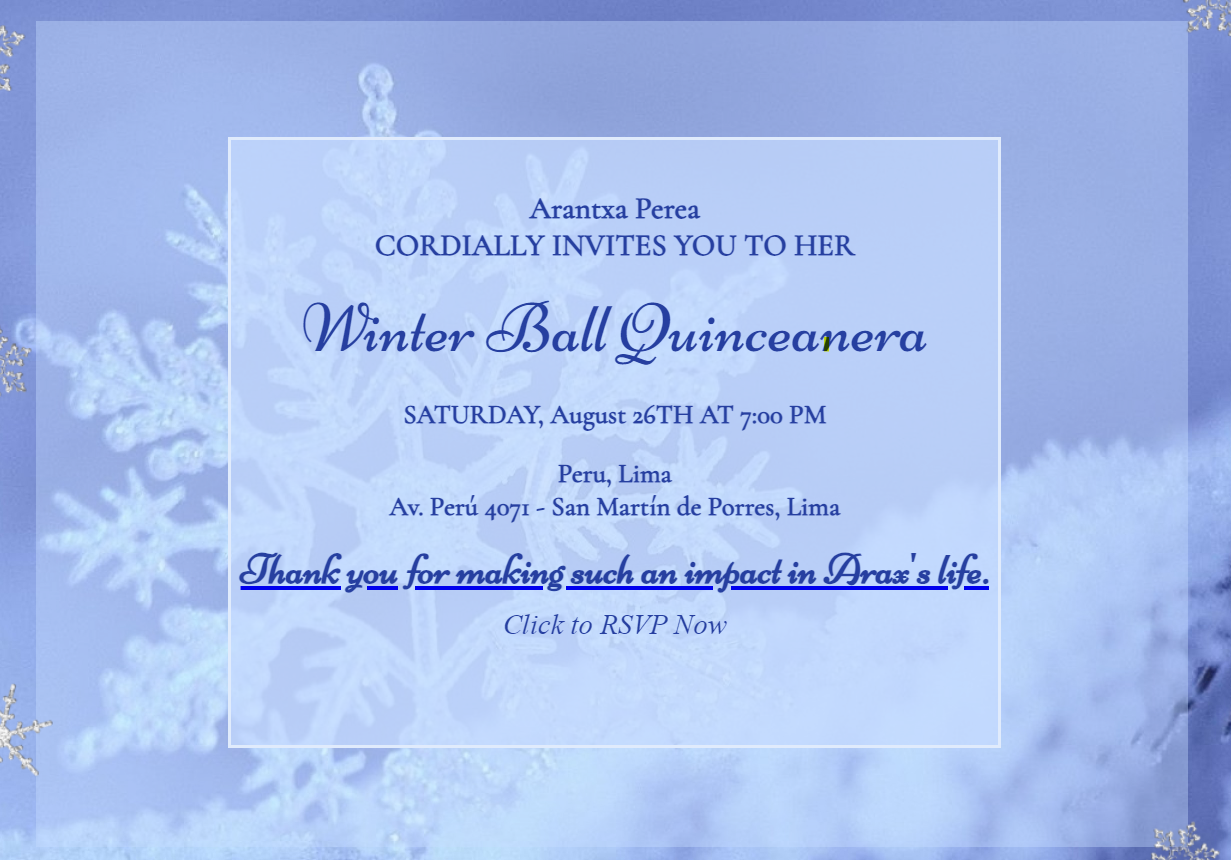 Arantxa Perea
CORDIALLY INVITES YOU TO HER
Winter Ball Quinceanera
SATURDAY, August 26TH AT 7:00 PM
Peru, Lima
Av. Perú 4071 - San Martín de Porres, Lima
Thank you for making such an impact in Arax's life.
Click to RSVP Now